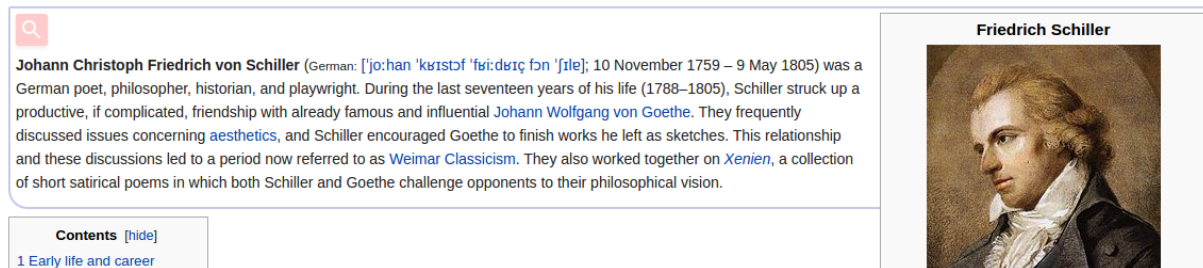 Friedrich Schiller
Johann Christoph Friedrich von Schiller (German: [ˈjoːhan ˈkʁɪstɔf ˈfʁiːdʁɪç fɔn ˈʃɪlɐ]; 10 November 1759 – 9 May 1805) was a
German poet, philosopher, historian, and playwright. During the last seventeen years of his life (1788–1805), Schiller struck up a
productive, if complicated, friendship with already famous and influential Johann Wolfgang von Goethe. They frequently
discussed issues concerning aesthetics, and Schiller encouraged Goethe to finish works he left as sketches. This relationship
and these discussions led to a period now referred to as Weimar Classicism. They also worked together on Xenien, a collection
of short satirical poems in which both Schiller and Goethe challenge opponents to their philosophical vision.
Contents [hide]
1 Early life and career